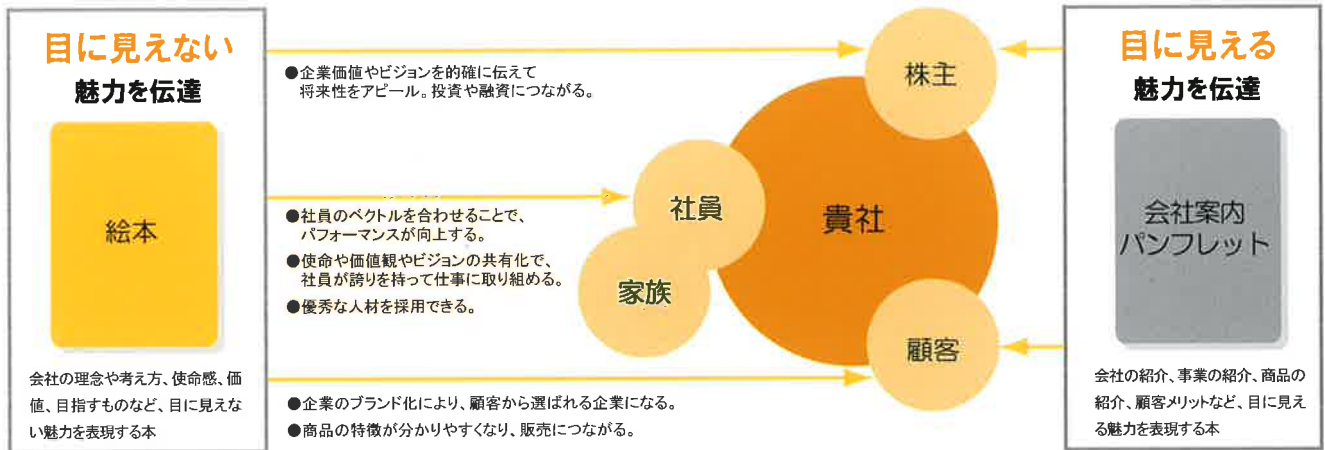 目に見えない
魅力を伝達
絵本
会社の理念や考え方、使命感、価
値、目指すものなど、目に見えな
い魅力を表現する本
●企業価値やビジョンを的確に伝えて
将来性をアピール。投資や融資につながる。
●社員のベクトルを合わせることで、
パフォーマンスが向上する。
●使命や価値観やビジョンの共有化で、
社員が誇りを持って仕事に取り組める。
●優秀な人材を採用できる。
●企業のブランド化により、顧客から選ばれる企業になる。
●商品の特徴が分かりやすくなり、販売につながる。
株主
社員
家族
貴社
顧客
目に見える
魅力を伝達
会社案内
パンフレット
会社の紹介、事業の紹介、商品の
紹介、顧客メリットなど、目に見え
る魅力を表現する本